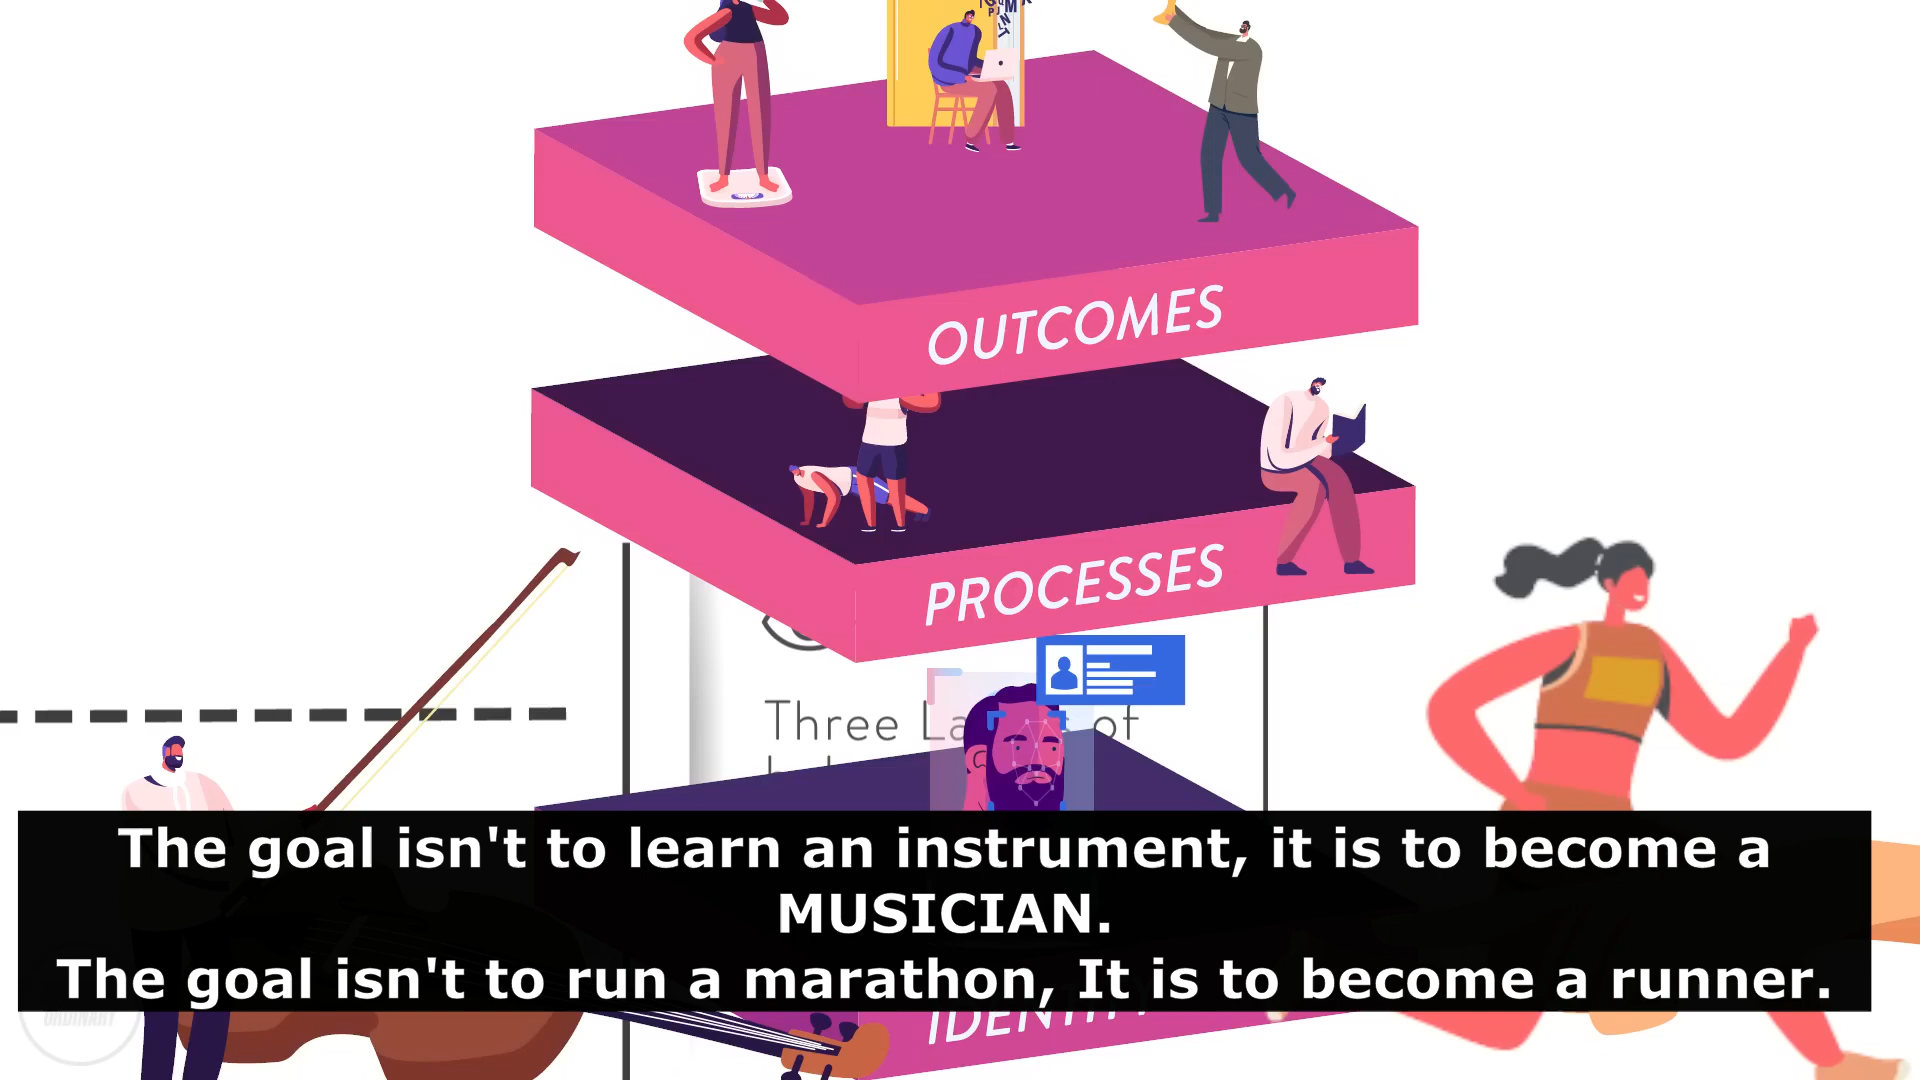 OUTCOMES
PROCESSES
Three of
The goal isn't to learn an instrument, it is to become a
MUSICIAN.
The goal isn't to run a marathon, It is to become a runner.
ORDINARY